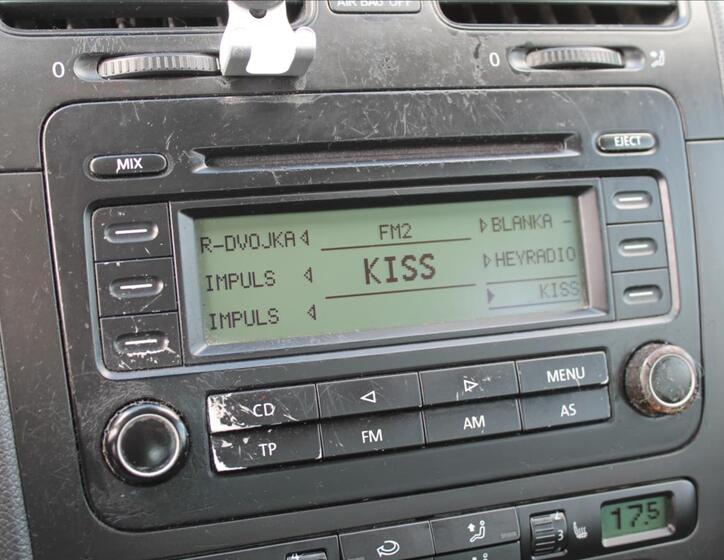 AIR BAG OFF
0
0
MIX
EJECT
R-DVOJKA
FM2
BLANKA -
IMPULS
KISS
HEYRADIO
IMPULS
KISS
CD
MENU
TP
FM
AM
AS
3
17.5